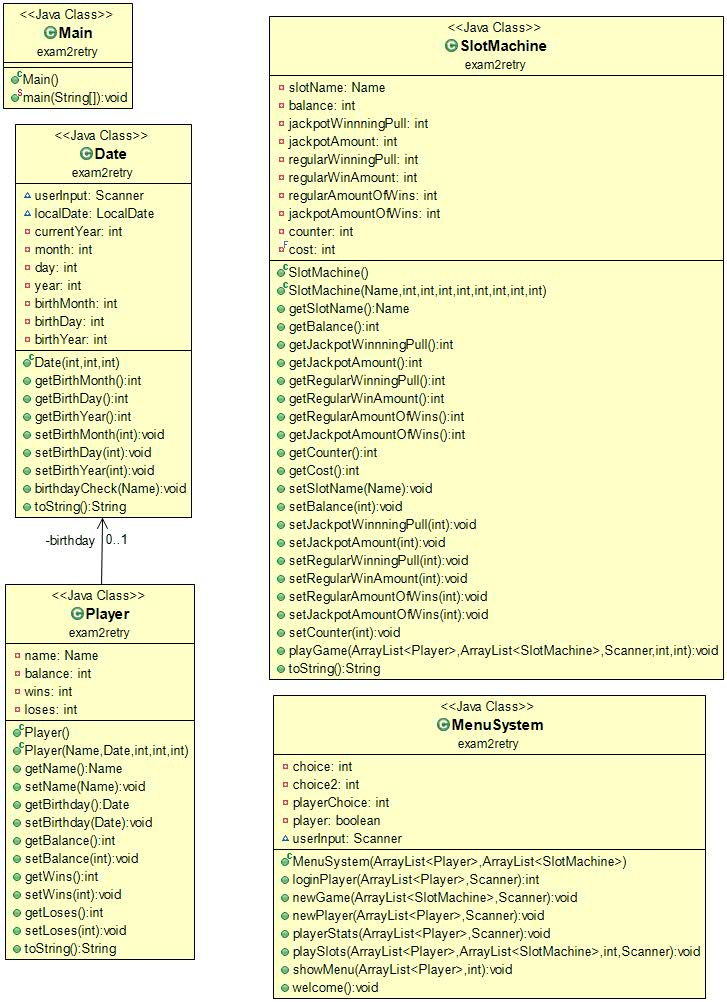 <<Java Class>>
Main
exam2retry
Main()
main(String[]):void
<<Java Class>>
Date
exam2retry
userInput: Scanner
localDate: LocalDate
currentYear: int
month: int
day: int
year: int
birthMonth: int
birthDay: int
birthYear: int
Date(int,int,int)
getBirthMonth():int
getBirthDay():int
getBirthYear():int
setBirthMonth(int):void
setBirthDay(int):void
setBirthYear(int):void
birthdayCheck(Name):void
toString():String
-birthday 0..1
<<Java Class>>
Player
exam2retry
name: Name
balance: int
wins: int
loses: int
Player()
Player(Name,Date,int,int,int)
getName():Name
setName(Name):void
getBirthday():Date
setBirthday(Date):void
getBalance():int
setBalance(int):void
getWins():int
setWins(int):void
getLoses():int
setLoses(int):void
toString():String
<<Java Class>>
SlotMachine
exam2retry
slotName: Name
balance: int
jackpotWinnningPull: int
jackpotAmount: int
regularWinningPull: int
regularWinAmount: int
regularAmountOfWins: int
jackpotAmountOfWins: int
counter: int
cost: int
SlotMachine()
SlotMachine(Name,int,int,int,int,int,int,int,int)
getSlotName():Name
getBalance():int
getJackpotWinnningPull():int
getJackpotAmount():int
getRegularWinningPull():int
getRegularWinAmount():int
getRegularAmountOfWins():int
getJackpotAmountOfWins():int
getCounter():int
getCost():int
setSlotName(Name):void
setBalance(int):void
setJackpotWinnningPull(int):void
setJackpotAmount(int):void
setRegularWinningPull(int):void
setRegularWinAmount(int):void
setRegularAmountOfWins(int):void
setJackpotAmountOfWins(int):void
setCounter(int):void
playGame(ArrayList<Player>,ArrayList<SlotMachine>,Scanner,int,int):void
toString():String
<<Java Class>>
MenuSystem
exam2retry
choice: int
choice2: int
playerChoice: int
player: boolean
userInput: Scanner
MenuSystem(ArrayList<Player>,ArrayList<SlotMachine>)
loginPlayer(ArrayList<Player>,Scanner):int
newGame(ArrayList<SlotMachine>,Scanner):void
newPlayer(ArrayList<Player>,Scanner):void
playerStats(ArrayList<Player>,Scanner):void
playSlots(ArrayList<Player>,ArrayList<SlotMachine>,int,Scanner):void
showMenu(ArrayList<Player>,int):void
welcome():void